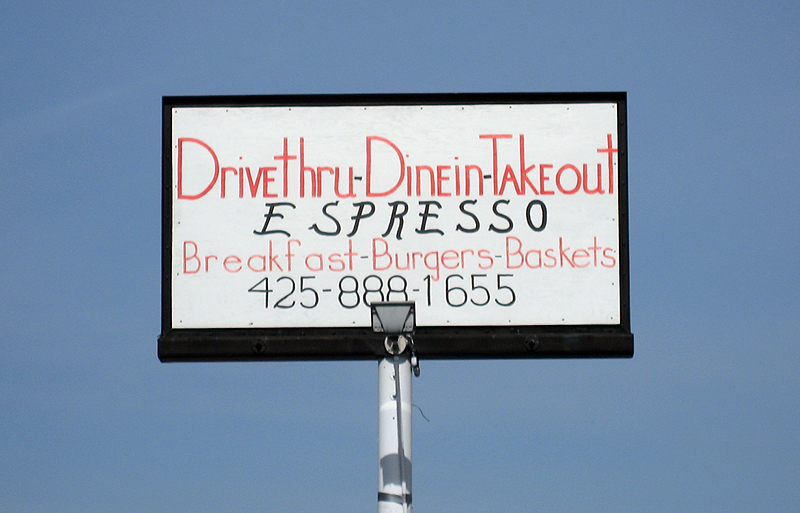 Drivethru-Dinein-Takeout
ESPRESSO
Breakfast-Burgers-Baskets
425-888-1655